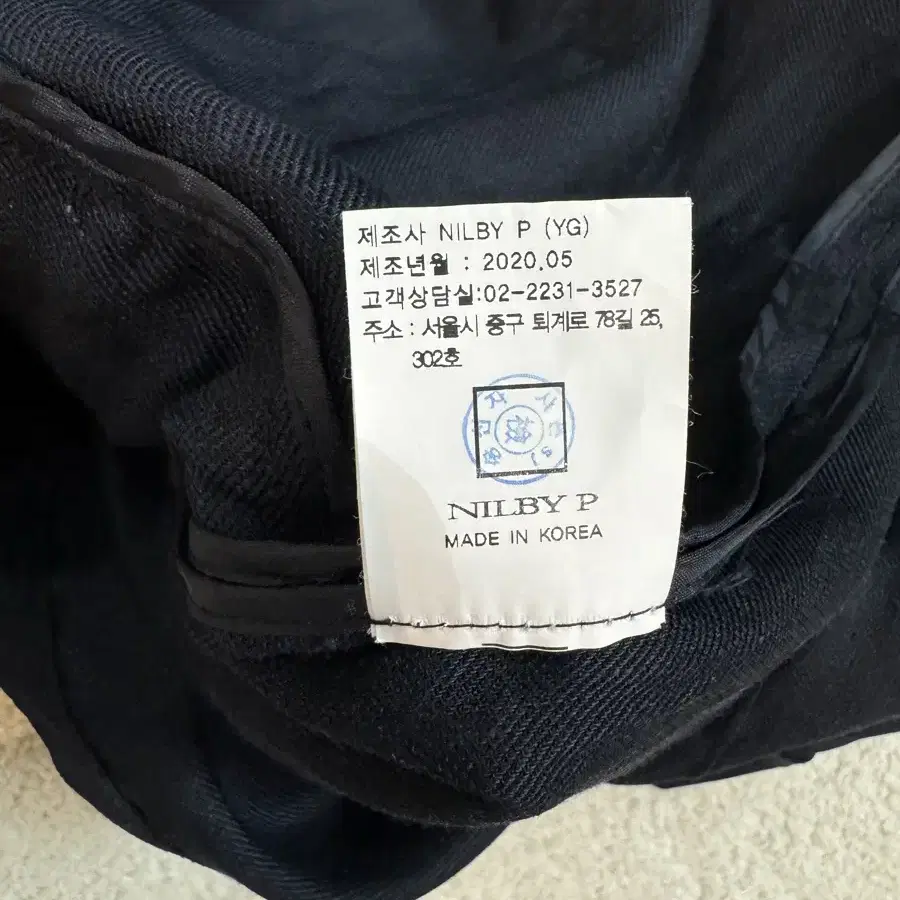 제조사 NILBY P (YG)
제조년월 : 2020.05
고객상담실:02-2231-3527
주소 : 서울시 중구 퇴계로 78길 25,
302호
NILBY P
MADE IN KOREA